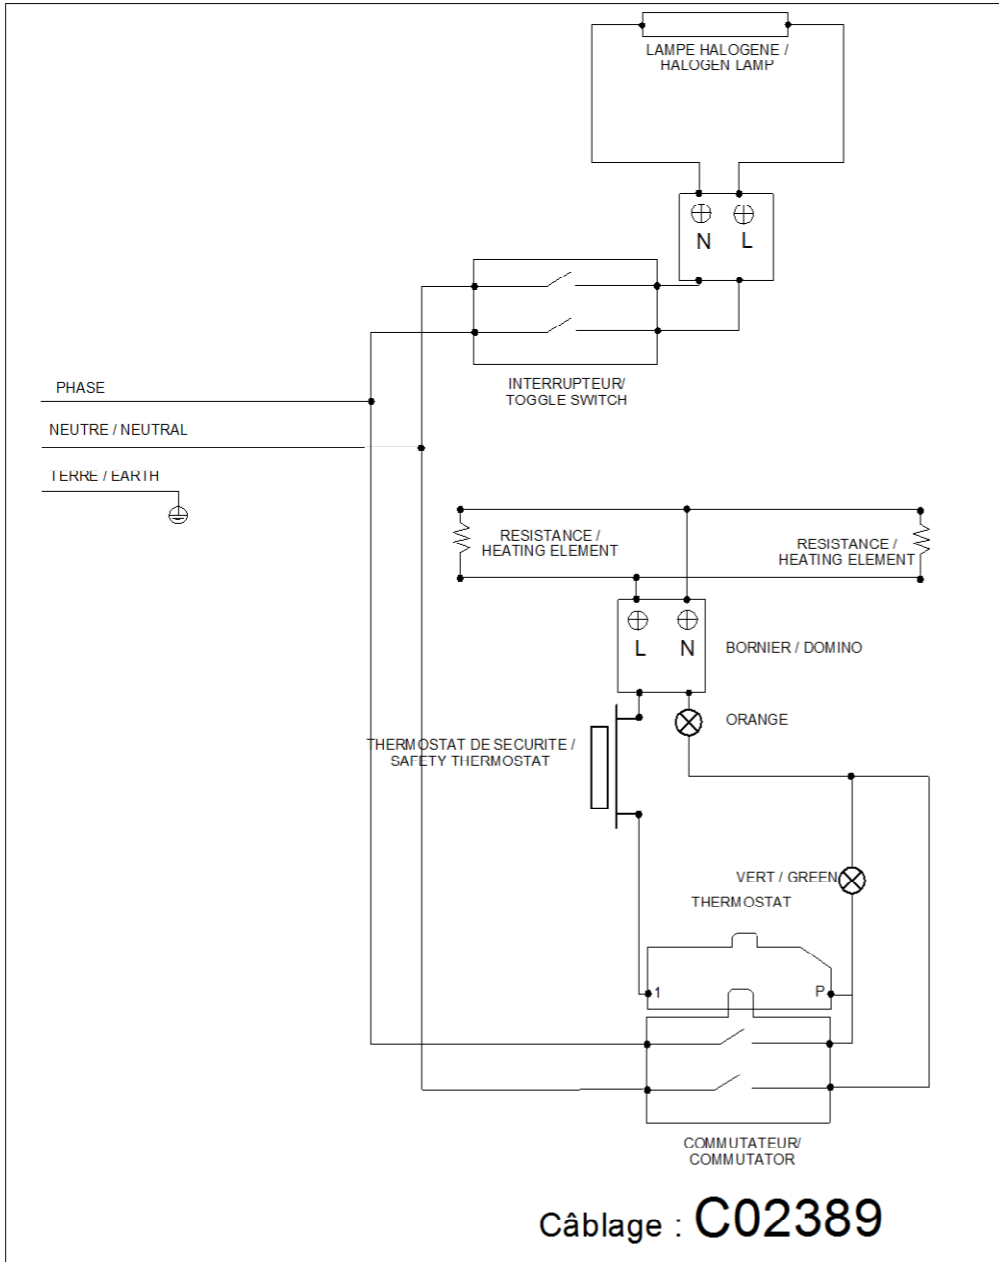 LAMPE HALOGENE /
HALOGEN LAMP
N L
INTERRUPTEUR/
TOGGLE SWITCH
PHASE
NEUTRE / NEUTRAL
TERRE / EARTH
RESISTANCE /
HEATING ELEMENT
RESISTANCE /
HEATING ELEMENT
L N
BORNIER / DOMINO
ORANGE
THERMOSTAT DE SECURITE /
SAFETY THERMOSTAT
VERT / GREEN
THERMOSTAT
1 P
COMMUTATEUR/
COMMUTATOR
Câblage : C02389